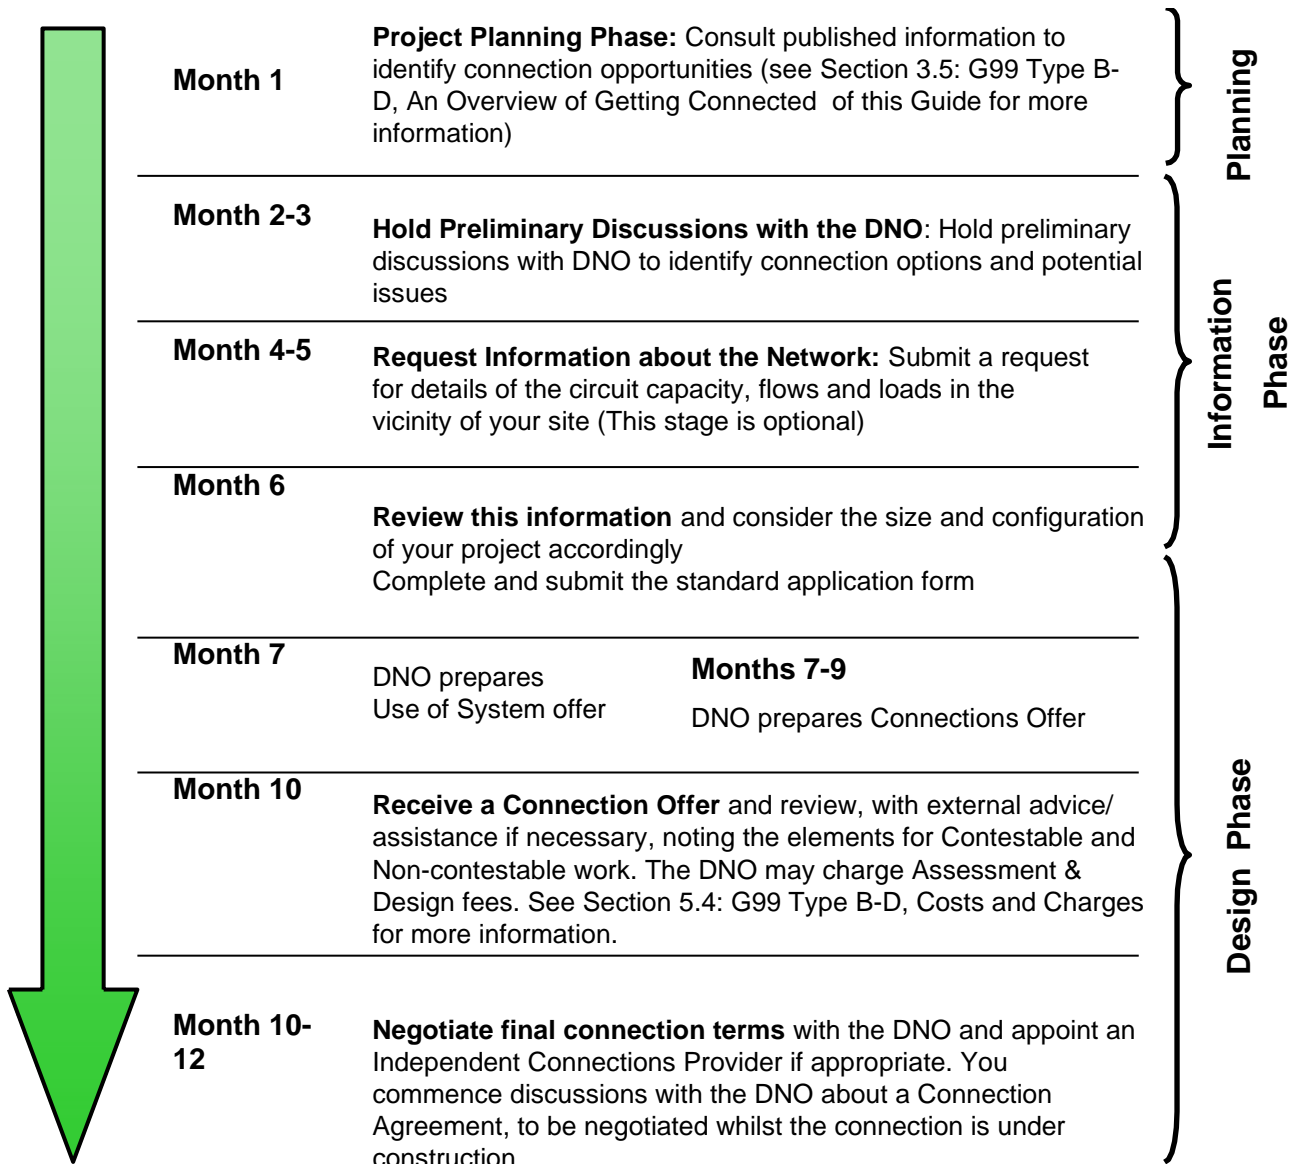 Month 1
Project Planning Phase: Consult published information to
identify connection opportunities (see Section 3.5: G99 Type B-
D, An Overview of Getting Connected  of this Guide for more
information)
Planning
Month 2-3
Hold Preliminary Discussions with the DNO: Hold preliminary
discussions with DNO to identify connection options and potential
issues
Month 4-5
Request Information about the Network: Submit a request
for details of the circuit capacity, flows and loads in the
vicinity of your site (This stage is optional)
Information
Phase
Month 6
Review this information and consider the size and configuration
of your project accordingly
Complete and submit the standard application form
Month 7
DNO prepares
Use of System offer
Months 7-9
DNO prepares Connections Offer
Month 10
Receive a Connection Offer and review, with external advice/
assistance if necessary, noting the elements for Contestable and
Non-contestable work. The DNO may charge Assessment &
Design fees. See Section 5.4: G99 Type B-D, Costs and Charges
for more information.
Design Phase
Month 10-
12
Negotiate final connection terms with the DNO and appoint an
Independent Connections Provider if appropriate. You
commence discussions with the DNO about a Connection
Agreement, to be negotiated whilst the connection is under
construction